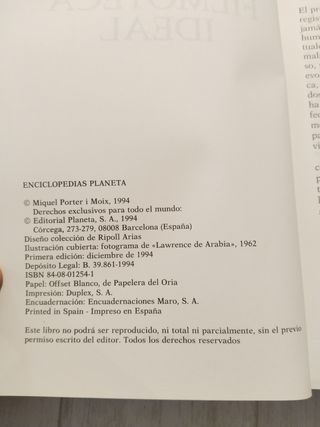 FILMOTECA
IDEAL
ENCICLOPEDIAS PLANETA
© Miquel Porter i Moix, 1994
Derechos exclusivos para todo el mundo:
© Editorial Planeta, S. A., 1994
Córcega, 273-279, 08008 Barcelona (España)
Diseño colección de Ripoll Arias
Ilustración cubierta: fotograma de «Lawrence de Arabia», 1962
Primera edición: diciembre de 1994
Depósito Legal: B. 39.861-1994
ISBN 84-08-01254-1
Papel: Offset Blanco, de Papelera del Oria
Impresión: Duplex, S. A.
Encuadernación: Encuadernaciones Maro, S. A.
Printed in Spain - Impreso en España
Este libro no podrá ser reproducido, ni total ni parcialmente, sin el previo
permiso escrito del editor. Todos los derechos reservados